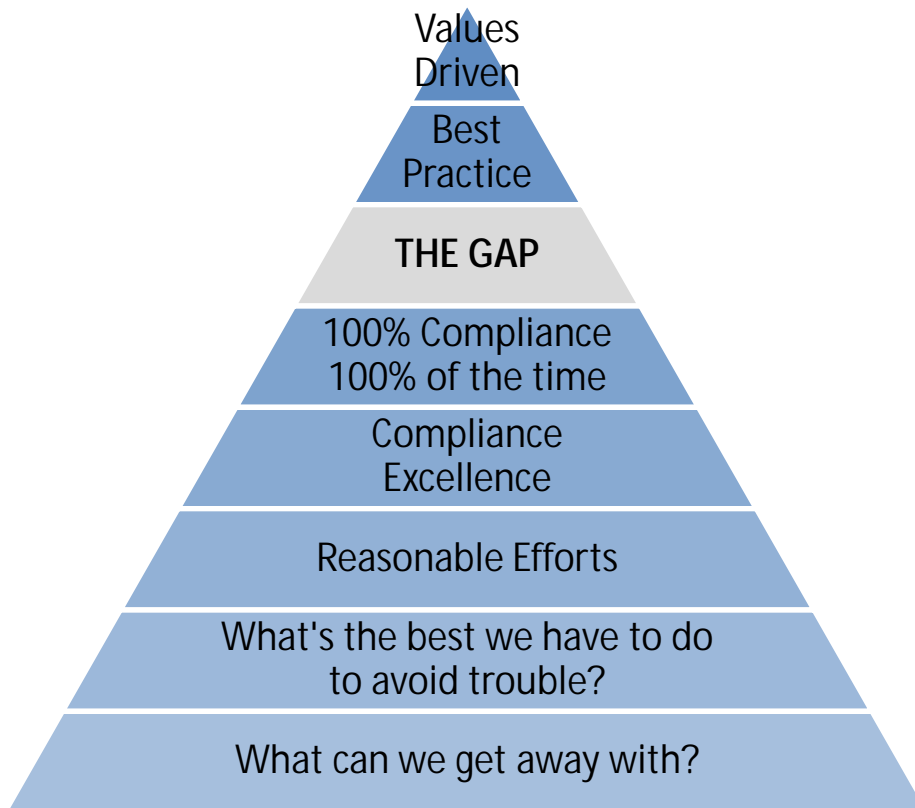 Values
Driven
Best
Practice
THE GAP
100% Compliance
100% of the time
Compliance
Excellence
Reasonable Efforts
What's the best we have to do
to avoid trouble?
What can we get away with?